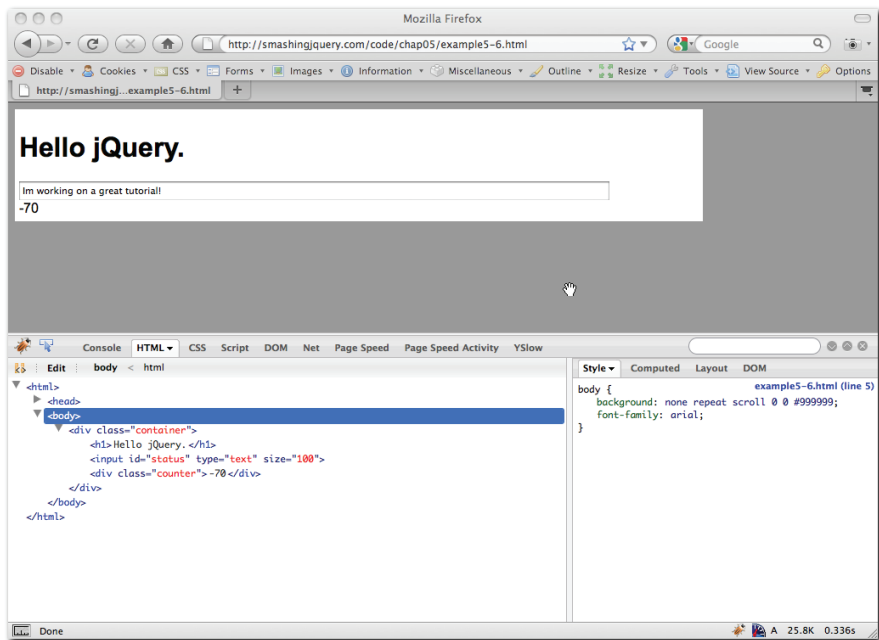 Mozilla Firefox
http://smashingjquery.com/code/chap05/example5-6.html
Google
Disable Cookies CSS Forms Images Information Miscellaneous Outline Resize Tools View Source Options
http://smashingj...example5-6.html +
Hello jQuery.
Im working on a great tutorial!
-70
Console HTML CSS Script DOM Net Page Speed Page Speed Activity YSlow
Edit body < html
Style Computed Layout DOM
<html>
<head>
<body>
<div class="container">
<h1>Hello jQuery.</h1>
<input id="status" type="text" size="100">
<div class="counter">-70</div>
</div>
</body>
</html>
body { example5-6.html (line 5)
background: none repeat scroll 0 0 #999999;
font-family: arial;
}
Done
A 25.8K 0.336s